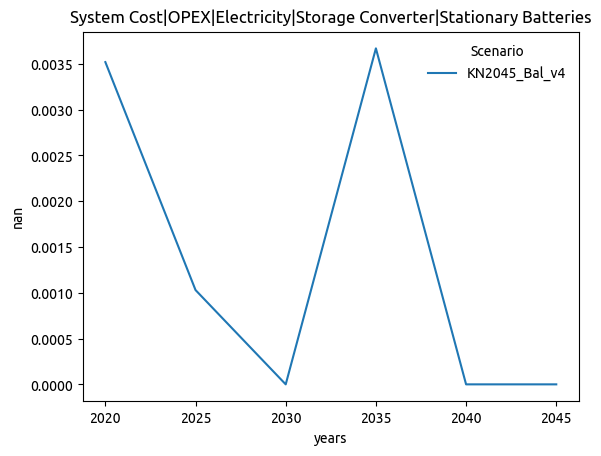 System Cost|OPEX|Electricity|Storage Converter|Stationary Batteries
Scenario
KN2045_Bal_v4
0.0035
0.0030
0.0025
0.0020
0.0015
0.0010
0.0005
0.0000
nan
2020 2025 2030 2035 2040 2045
years